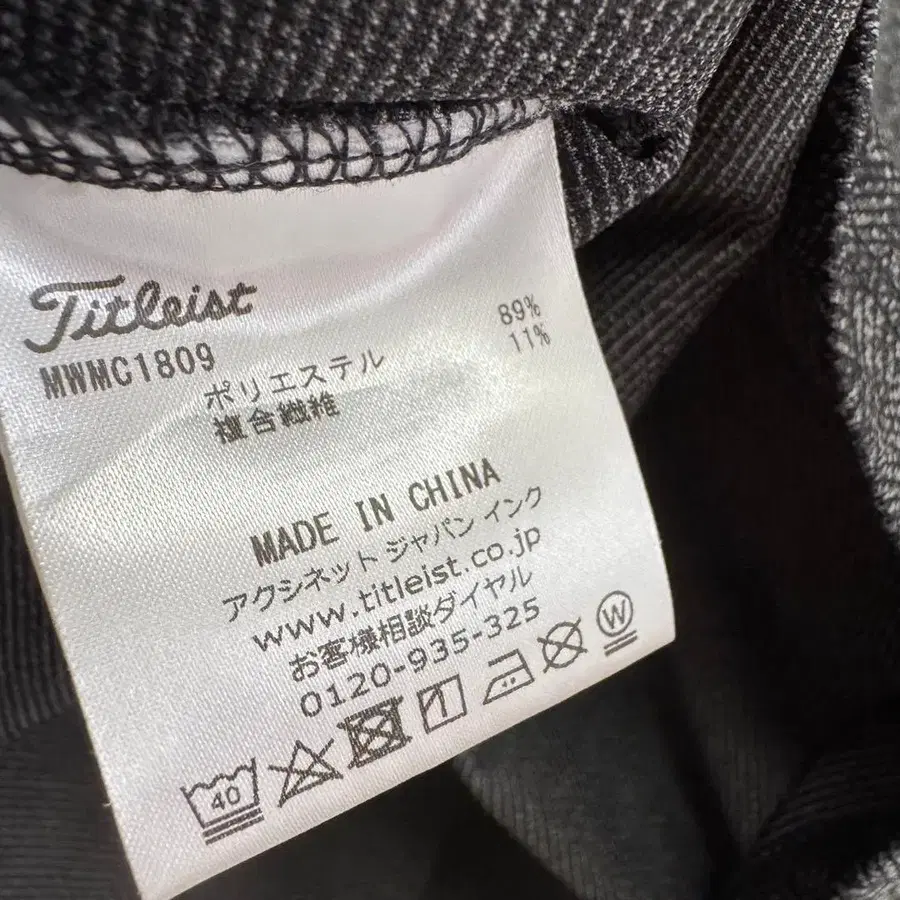 Titleist
MWMC1809
ポリエステル 89%
複合繊維 11%
MADE IN CHINA
アクシネット ジャパン インク
www.titleist.co.jp
お客様相談ダイヤル
0120-935-325
40
W